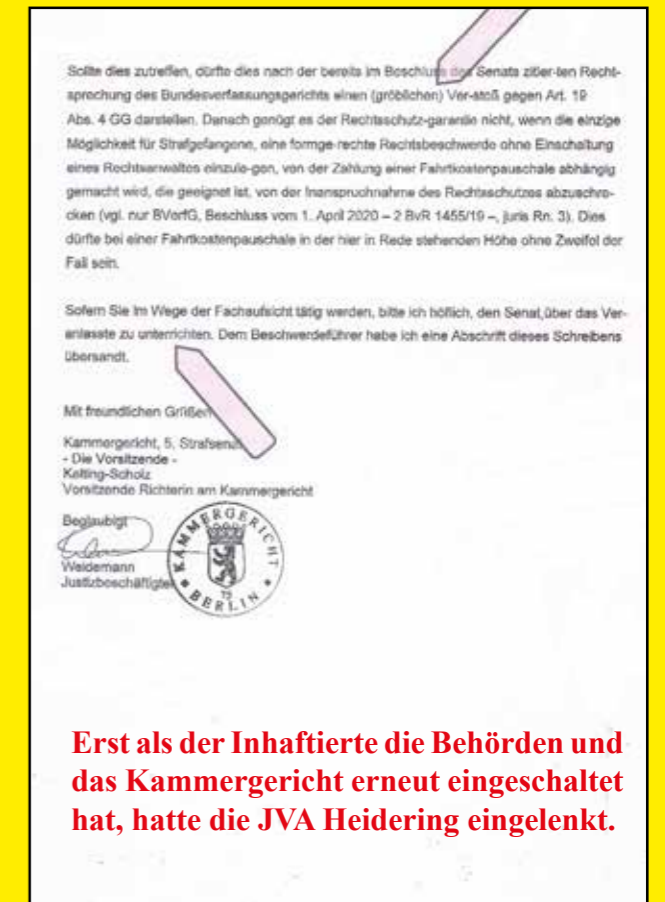 Sollte dies zutreffen, dürfte dies nach der bereits im Beschluss des Senats zitier-ten Recht-
sprechung des Bundesverfassungsgerichts einen (gröblichen) Ver-stoß gegen Art. 19
Abs. 4 GG darstellen. Danach genügt es der Rechtsschutz-garantie nicht, wenn die einzige
Möglichkeit für Strafgefangene, eine formge-rechte Rechtsbeschwerde ohne Einschaltung
eines Rechtsanwaltes einzule-gen, von der Zahlung einer Fahrtkostenpauschale abhängig
gemacht wird, die geeignet ist, von der Inanspruchnahme des Rechtsschutzes abzuschre-
cken (vgl. nur BVerfG, Beschluss vom 1. April 2020 – 2 BvR 1455/19 –, juris Rn. 3). Dies
dürfte bei einer Fahrtkostenpauschale in der hier in Rede stehenden Höhe ohne Zweifel der
Fall sein.
Sofern Sie im Wege der Fachaufsicht tätig werden, bitte ich höflich, den Senat über das Ver-
anlasste zu unterrichten. Dem Beschwerdeführer habe ich eine Abschrift dieses Schreibens
übersandt.
Mit freundlichen Grüßen
Kammergericht, 5. Strafsenat
- Die Vorsitzende -
Kelting-Scholz
Vorsitzende Richterin am Kammergericht
Beglaubigt
Weidemann
Justizbeschäftigte
KAMMERGERICHT
BERLIN
Erst als der Inhaftierte die Behörden und
das Kammergericht erneut eingeschaltet
hat, hatte die JVA Heidering eingelenkt.